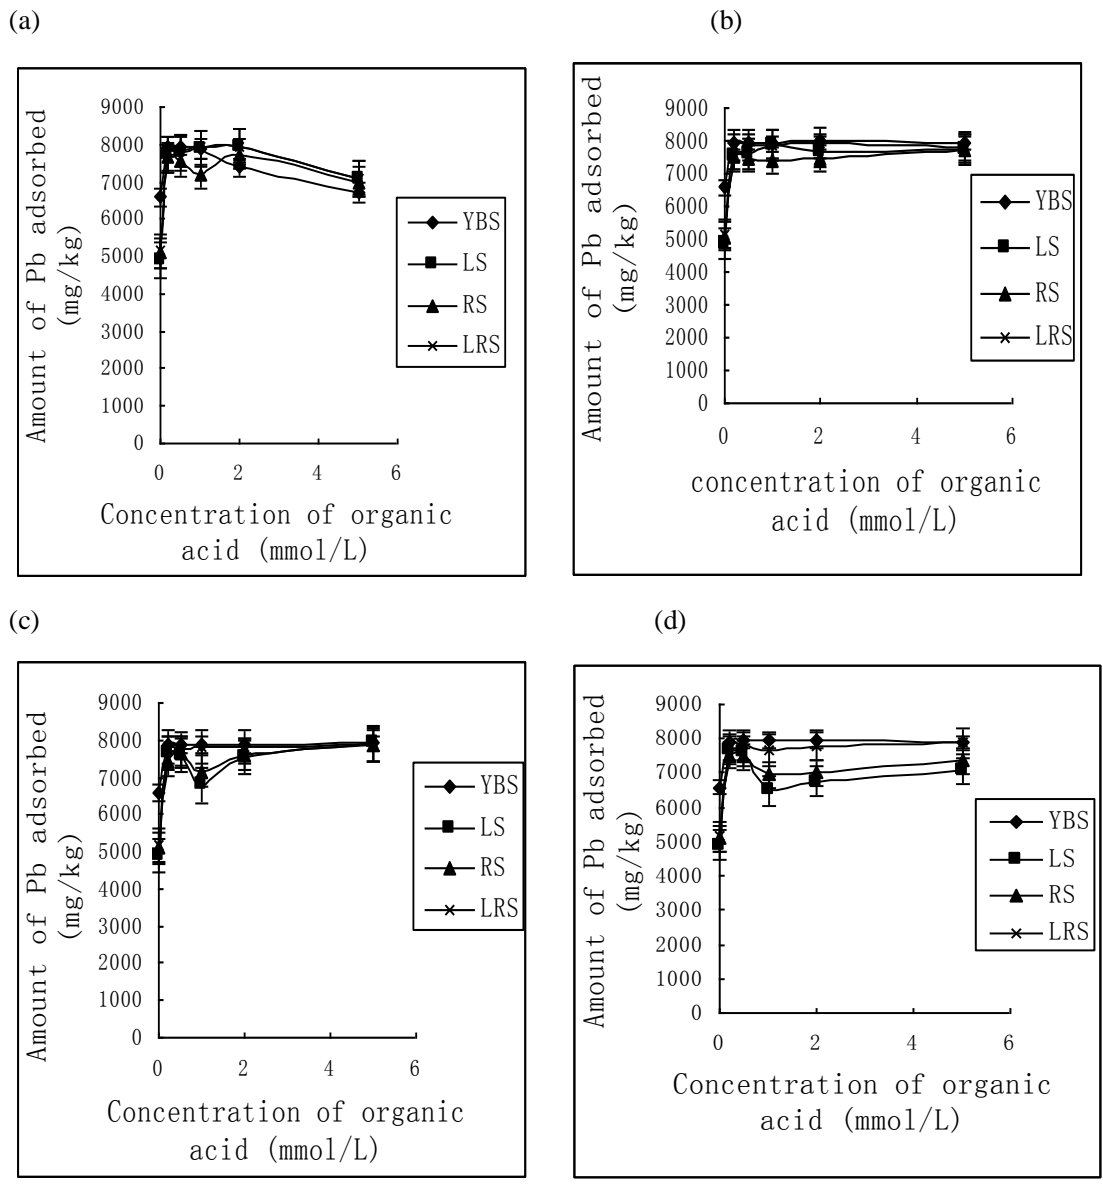 (a)
Amount of Pb adsorbed
(mg/kg)
9000
8000
7000
6000
5000
4000
3000
2000
1000
0
0 2 4 6
Concentration of organic
acid (mmol/L)
YBS
LS
RS
LRS
(b)
Amount of Pb adsorbed
(mg/kg)
9000
8000
7000
6000
5000
4000
3000
2000
1000
0
0 2 4 6
concentration of organic
acid (mmol/L)
YBS
LS
RS
LRS
(c)
Amount of Pb adsorbed
(mg/kg)
9000
8000
7000
6000
5000
4000
3000
2000
1000
0
0 2 4 6
Concentration of organic
acid (mmol/L)
YBS
LS
RS
LRS
(d)
Amount of Pb adsorbed
(mg/kg)
9000
8000
7000
6000
5000
4000
3000
2000
1000
0
0 2 4 6
Concentration of organic
acid (mmol/L)
YBS
LS
RS
LRS